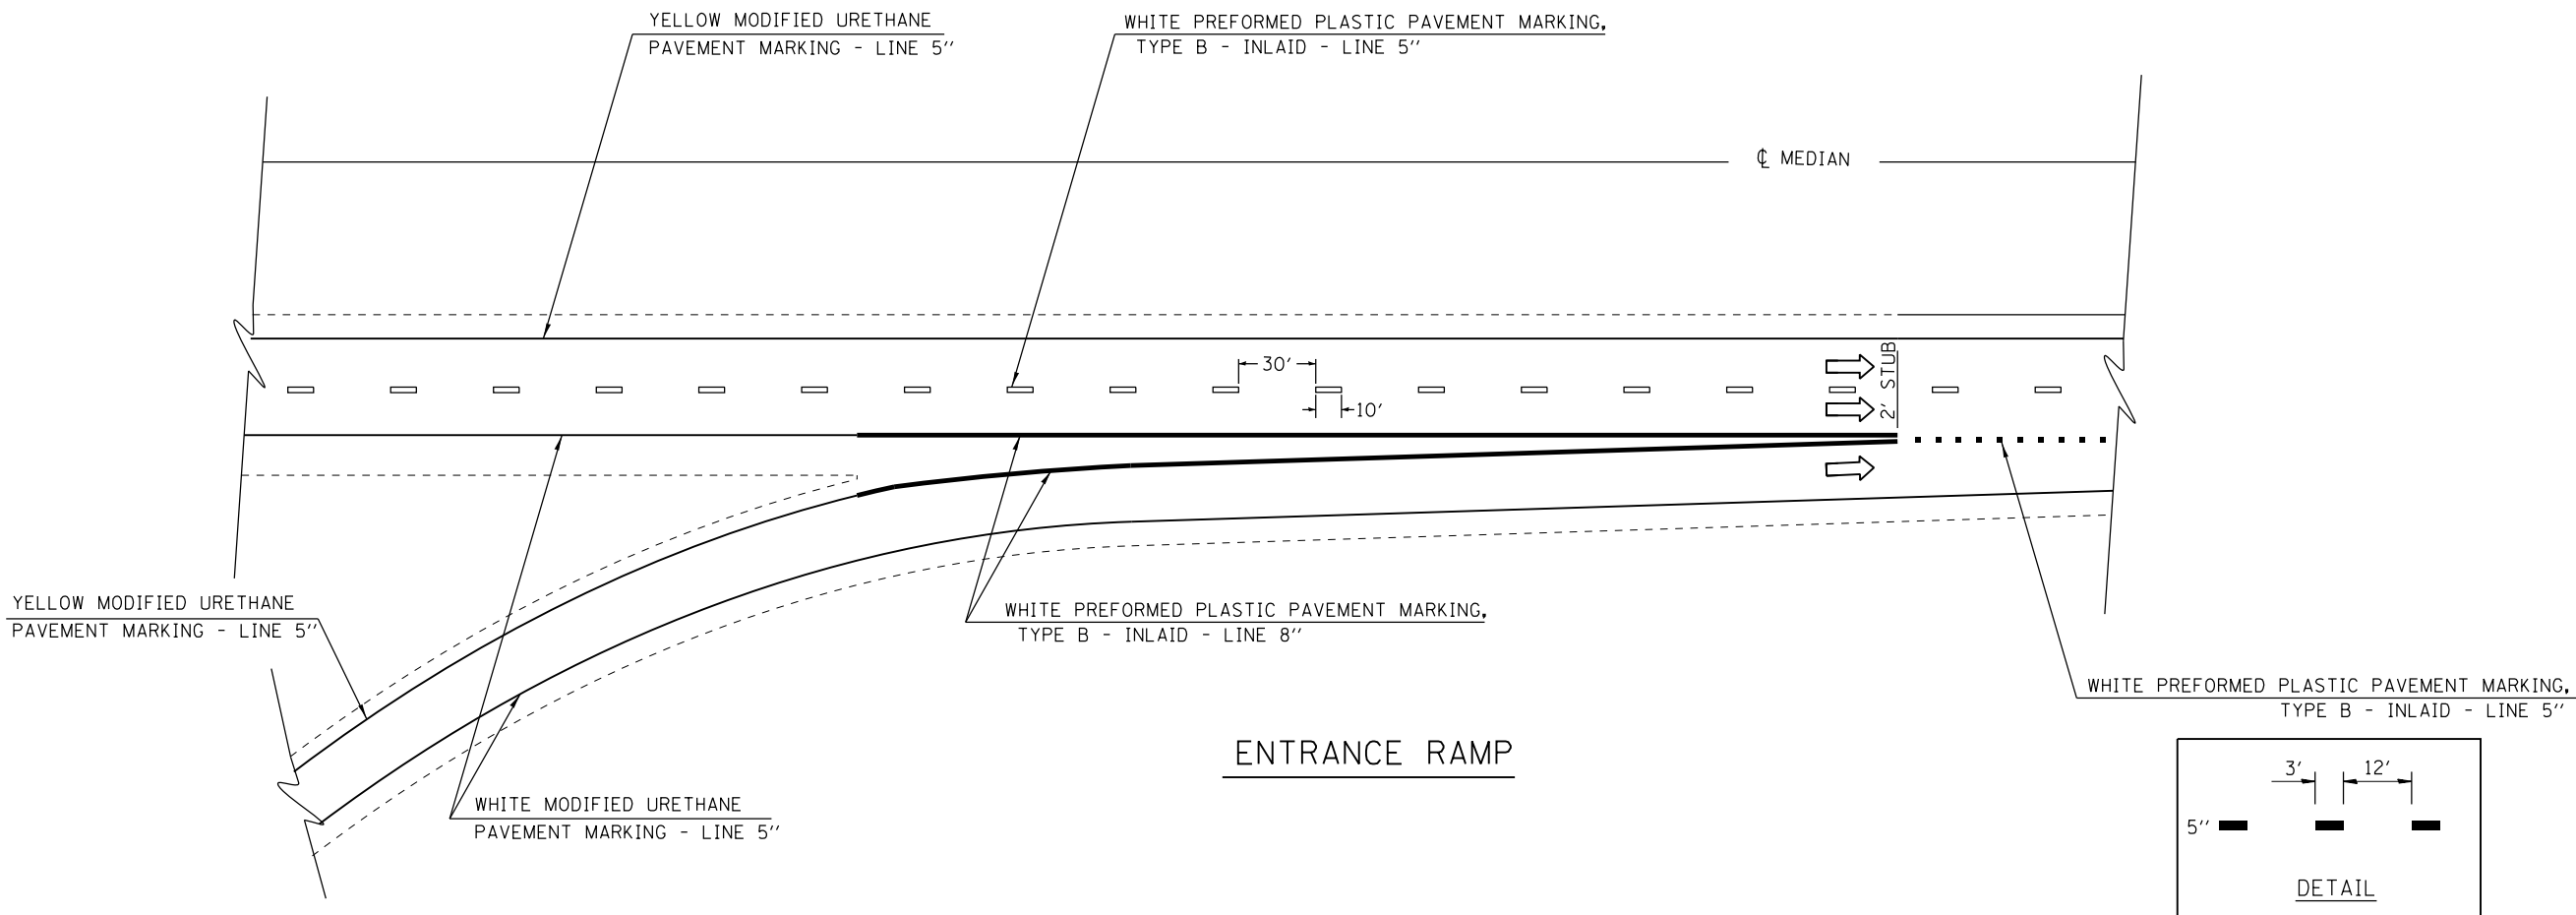 YELLOW MODIFIED URETHANE
PAVEMENT MARKING - LINE 5''
WHITE PREFORMED PLASTIC PAVEMENT MARKING,
TYPE B - INLAID - LINE 5''
℄ MEDIAN
30'
10'
2' STUB
YELLOW MODIFIED URETHANE
PAVEMENT MARKING - LINE 5''
WHITE PREFORMED PLASTIC PAVEMENT MARKING,
TYPE B - INLAID - LINE 8''
WHITE PREFORMED PLASTIC PAVEMENT MARKING,
TYPE B - INLAID - LINE 5''
ENTRANCE RAMP
WHITE MODIFIED URETHANE
PAVEMENT MARKING - LINE 5''
3' 12'
5''
DETAIL